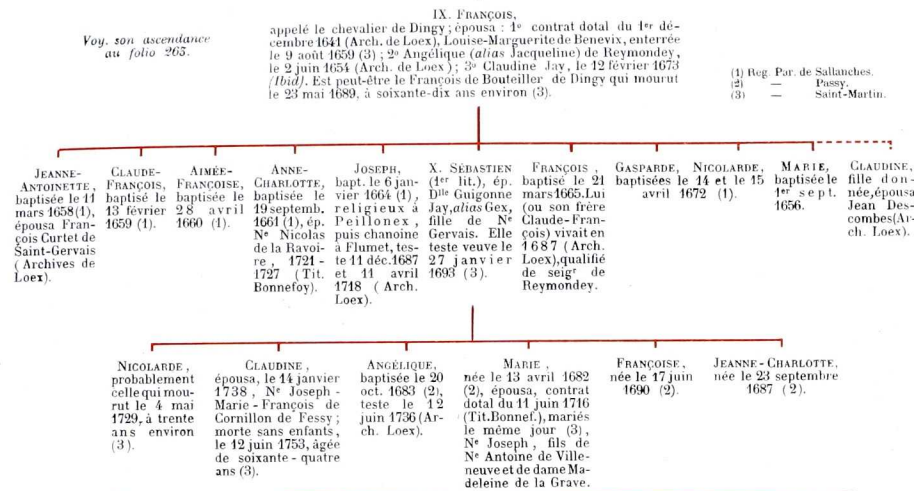 IX. FRANÇOIS,
appelé le chevalier de Dingy; épousa : 1º contrat dotal du 1er dé-
cembre 1641 (Arch. de Loex), Louise-Marguerite de Benevix, enterrée
le 9 août 1659 (3); 2º Angélique (alias Jacqueline) de Reymondey,
le 2 juin 1654 (Arch. de Loex); 3º Claudine Jay, le 12 février 1673
(Ibid). Est peut-être le François de Bouteiller de Dingy qui mourut
le 23 mai 1689, à soixante-dix ans environ (3).
Voy. son ascendance
au folio 265.
(1) Reg. Par. de Sallanches.
(2) — Passy.
(3) — Saint-Martin.
JEANNE-
ANTOINETTE,
baptisée le 11
mars 1658 (1),
épousa Fran-
çois Curtet de
Saint-Gervais
(Archives de
Loex).
CLAUDE-
FRANÇOIS,
baptisé le
13 février
1659 (1).
AIMÉE-
FRANÇOISE,
baptisée le
28 avril
1660 (1).
ANNE-
CHARLOTTE,
baptisée le
19 septemb.
1661 (1), ép.
Ne Nicolas
de la Ravoi-
re, 1721-
1727 (Tit.
Bonnefoy).
JOSEPH,
bapt. le 6 jan-
vier 1664 (1),
religieux à
Peillonex,
puis chanoine
à Flumet, tes-
te 11 déc. 1687
et 11 avril
1718 (Arch.
Loex).
X. SÉBASTIEN
(1er lit.), ép.
Dlle Guigonne
Jay, alias Gex,
fille de Ne
Gervais. Elle
teste veuve le
27 janvier
1693 (3).
FRANÇOIS,
baptisé le 21
mars 1665. Lui
(ou son frère
Claude-Fran-
çois) vivait en
1687 (Arch.
Loex), qualifié
de seigr de
Reymondey.
GASPARDE, NICOLARDE,
baptisées le 14 et le 15
avril 1672 (1).
MARIE,
baptisée le
1er sept.
1656.
CLAUDINE,
fille don-
née, épousa
Jean Des-
combes (Ar-
ch. Loex).
NICOLARDE,
probablement
celle qui mou-
rut le 4 mai
1729, à trente
ans environ
(3).
CLAUDINE,
épousa, le 14 janvier
1738, Ne Joseph-
Marie-François de
Cornillon de Fessy;
morte sans enfants,
le 12 juin 1753, âgée
de soixante-quatre
ans (3).
ANGÉLIQUE,
baptisée le 20
oct. 1683 (2),
teste le 12
juin 1736 (Ar-
ch. Loex).
MARIE,
née le 13 avril 1682
(2), épousa, contrat
dotal du 11 juin 1716
(Tit. Bonnef.), mariés
le même jour (3),
Ne Joseph, fils de
Ne Antoine de Ville-
neuve et de dame Ma-
deleine de la Grave.
FRANÇOISE,
née le 17 juin
1690 (2).
JEANNE-CHARLOTTE,
née le 23 septembre
1687 (2).